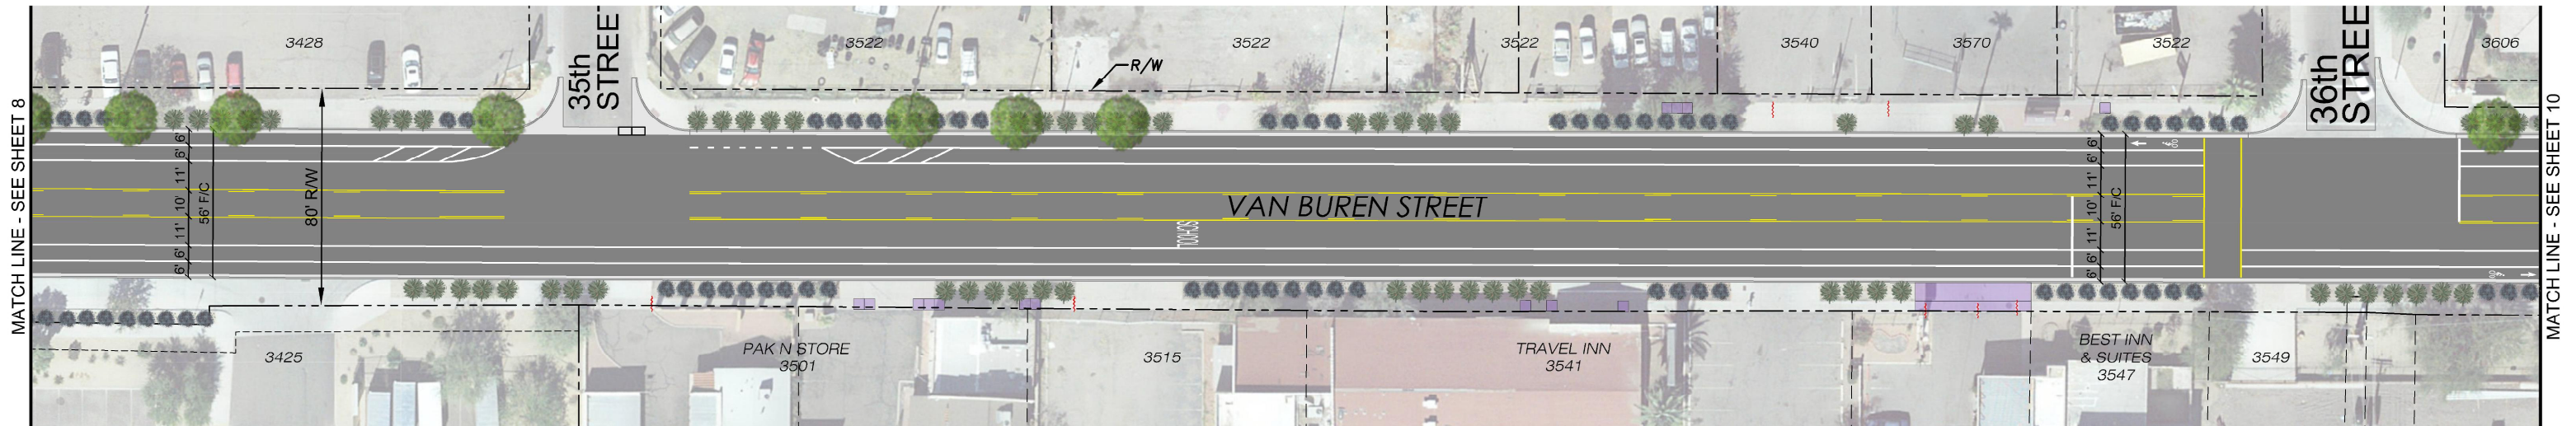 MATCH LINE - SEE SHEET 8
3428
35th
STREET
3522
R/W
3522
3522
3540
3570
3522
36th
STREET
3606
MATCH LINE - SEE SHEET 10
6'
6'
11'
10'
11'
6'
6'
56' F/C
80' R/W
VAN BUREN STREET
SCHOOL
6'
6'
11'
10'
11'
6'
6'
56' F/C
3425
PAK N STORE
3501
3515
TRAVEL INN
3541
BEST INN
& SUITES
3547
3549